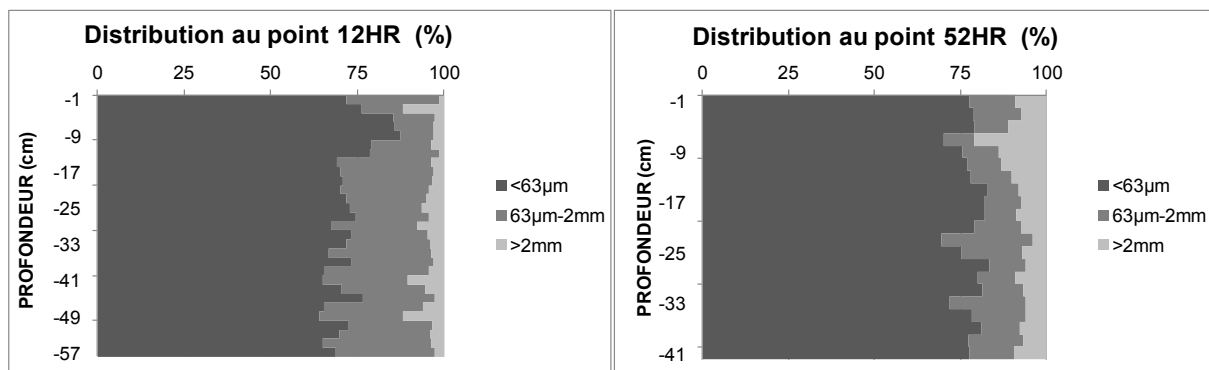 Distribution au point 12HR (%)
0 25 50 75 100
PROFONDEUR (cm)
-1
-9
-17
-25
-33
-41
-49
-57
<63µm
63µm-2mm
>2mm
Distribution au point 52HR (%)
0 25 50 75 100
PROFONDEUR (cm)
-1
-9
-17
-25
-33
-41
<63µm
63µm-2mm
>2mm